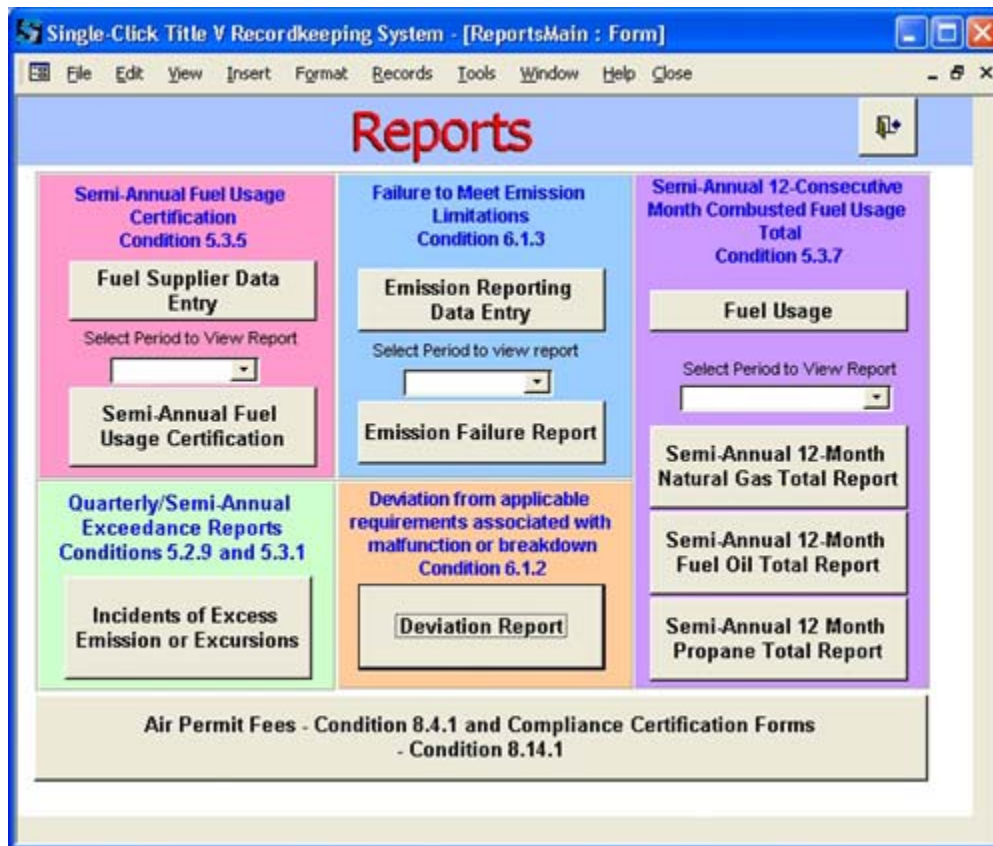 Single-Click Title V Recordkeeping System - [ReportsMain : Form]
File Edit View Insert Format Records Tools Window Help Close
Reports
Semi-Annual Fuel Usage
Certification
Condition 5.3.5
Fuel Supplier Data
Entry
Select Period to View Report
Semi-Annual Fuel
Usage Certification
Failure to Meet Emission
Limitations
Condition 6.1.3
Emission Reporting
Data Entry
Select Period to view report
Emission Failure Report
Semi-Annual 12-Consecutive
Month Combusted Fuel Usage
Total
Condition 5.3.7
Fuel Usage
Select Period to View Report
Semi-Annual 12-Month
Natural Gas Total Report
Semi-Annual 12-Month
Fuel Oil Total Report
Semi-Annual 12 Month
Propane Total Report
Quarterly/Semi-Annual
Exceedance Reports
Conditions 5.2.9 and 5.3.1
Incidents of Excess
Emission or Excursions
Deviation from applicable
requirements associated with
malfunction or breakdown
Condition 6.1.2
Deviation Report
Air Permit Fees - Condition 8.4.1 and Compliance Certification Forms
- Condition 8.14.1